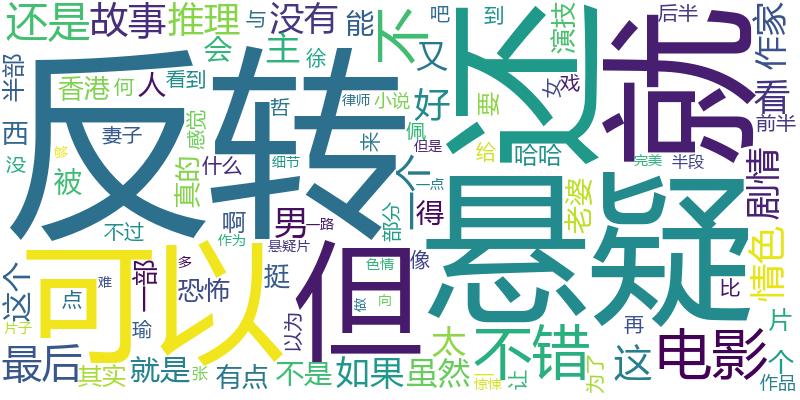 还是
故事
推理
与
没有
能
不
吧
到
演技
后半
作家
半部
会
主
徐
又
反转
还
就
看
香港
何
人
看到
女
戏
西
妻子
感觉
哲
律师
小说
好
要
前半
没
够
什么
细节
来
佩
但是
给
哈哈
完美
半段
被
真的
一个
一点
得
悬疑
老婆
剧情
不过
啊
男
一路
部分
作为
悬疑片
可以
但
这个
一部
多
恐怖
挺
色情
像
情色
比
点
难
瑜
以为
做
向
太
不错
再
片
片子
最后
其实
就是
张
有点
不是
如果
虽然
惊悚
让
为了
这
电影
个
作品